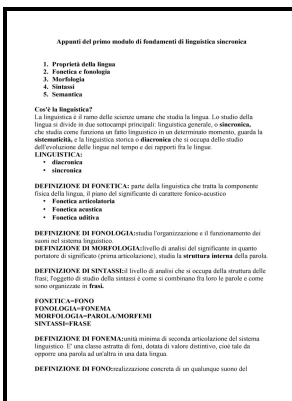 Appunti del primo modulo di fondamenti di linguistica sincronica
1. Proprietà della lingua
2. Fonetica e fonologia
3. Morfologia
4. Sintassi
5. Semantica
Cos'è la linguistica?
La linguistica è il ramo delle scienze umane che studia la lingua. Lo studio della
lingua si divide in due sottocampi principali: linguistica generale, o sincronica,
che studia come funziona un fatto linguistico in un determinato momento, guarda la
sistematicità, e la linguistica storica o diacronica che si occupa dello studio
dell'evoluzione delle lingue nel tempo e dei rapporti fra le lingue.
LINGUISTICA:
• diacronica
• sincronica
DEFINIZIONE DI FONETICA: parte della linguistica che tratta la componente
fisica della lingua, il piano del significante di carattere fonico-acustico
• Fonetica articolatoria
• Fonetica acustica
• Fonetica uditiva
DEFINIZIONE DI FONOLOGIA:studia l'organizzazione e il funzionamento dei
suoni nel sistema linguistico.
DEFINIZIONE DI MORFOLOGIA:livello di analisi del significante in quanto
portatore di significato (prima articolazione), studia la struttura interna della parola.
DEFINIZIONE DI SINTASSI:il livello di analisi che si occupa della struttura delle
frasi; l'oggetto di studio della sintassi è come si combinano fra loro le parole e come
sono organizzate in frasi.
FONETICA=FONO
FONOLOGIA=FONEMA
MORFOLOGIA=PAROLA/MORFEMI
SINTASSI=FRASE
DEFINIZIONE DI FONEMA:unità minima di seconda articolazione del sistema
linguistico. E' una classe astratta di foni, dotata di valore distintivo, cioè tale da
opporre una parola ad un'altra in una data lingua.
DEFINIZIONE DI FONO:realizzazione concreta di un qualunque suono del